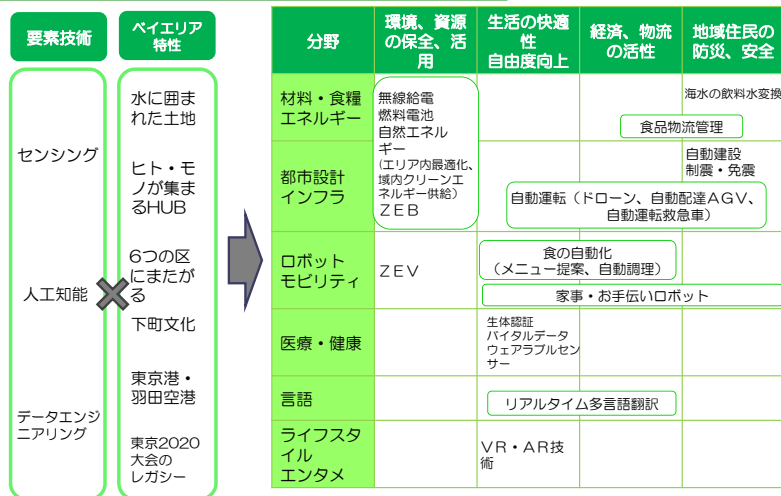 要素技術
センシング
人工知能
データエンジ
ニアリング
ベイエリア
特性
水に囲ま
れた土地
ヒト・モ
ノが集ま
るHUB
6つの区
にまたが
る
下町文化
東京港・
羽田空港
東京2020
大会の
レガシー
分野
環境、資源
の保全、活
用
生活の快適
性
自由度向上
経済、物流
の活性
地域住民の
防災、安全
材料・食糧
エネルギー
無線給電
燃料電池
自然エネル
ギー
(エリア内最適化、
域内クリーンエ
ネルギー供給)
ZEB
海水の飲料水変換
食品物流管理
都市設計
インフラ
自動建設
制震・免震
自動運転(ドローン、自動配達AGV、
自動運転救急車)
ロボット
モビリティ
ZEV
食の自動化
(メニュー提案、自動調理)
家事・お手伝いロボット
医療・健康
生体認証
バイタルデータ
ウェアラブルセン
サー
言語
リアルタイム多言語翻訳
ライフスタ
イル
エンタメ
VR・AR技
術